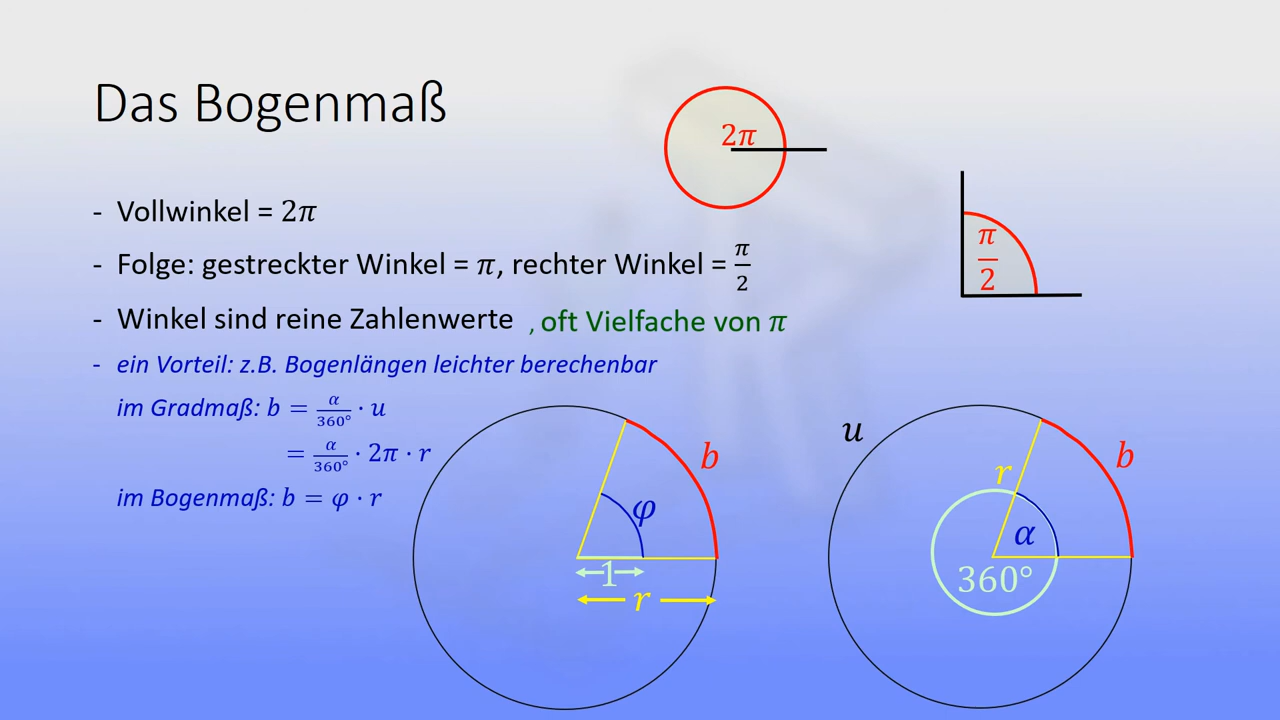 Das Bogenmaß
2π
- Vollwinkel = 2π
π/2
- Folge: gestreckter Winkel = π, rechter Winkel = π/2
- Winkel sind reine Zahlenwerte , oft Vielfache von π
- ein Vorteil: z.B. Bogenlängen leichter berechenbar
im Gradmaß: b = α/360° · u
= α/360° · 2π · r
im Bogenmaß: b = φ · r
b
φ
1
r
u
b
r
α
360°